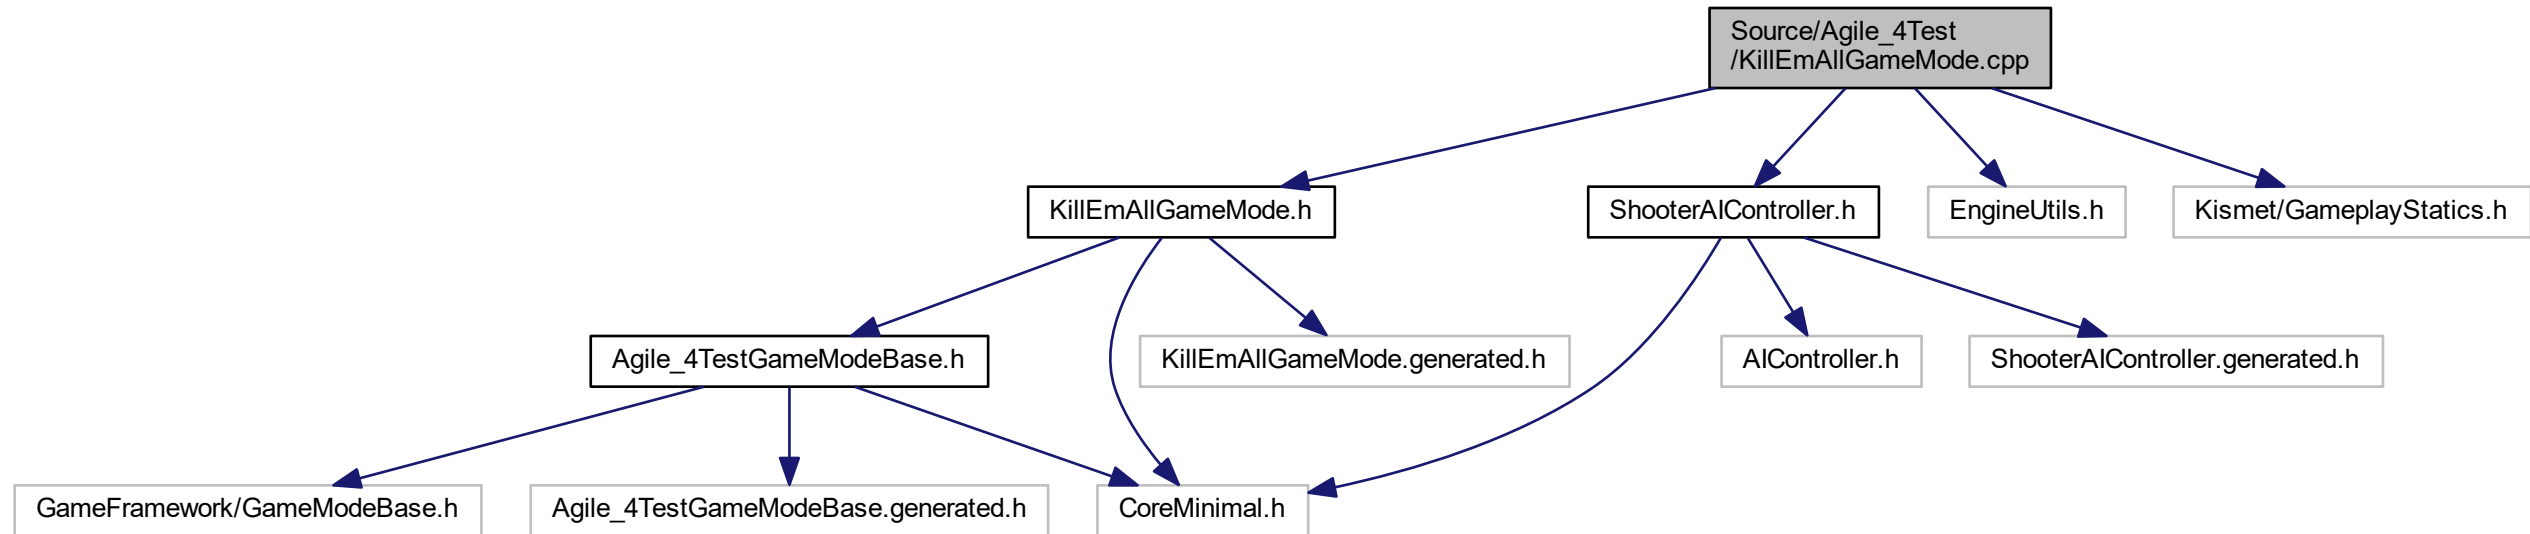 Source/Agile_4Test
/KillEmAllGameMode.cpp
KillEmAllGameMode.h
ShooterAIController.h
EngineUtils.h
Kismet/GameplayStatics.h
Agile_4TestGameModeBase.h
KillEmAllGameMode.generated.h
AIController.h
ShooterAIController.generated.h
GameFramework/GameModeBase.h
Agile_4TestGameModeBase.generated.h
CoreMinimal.h